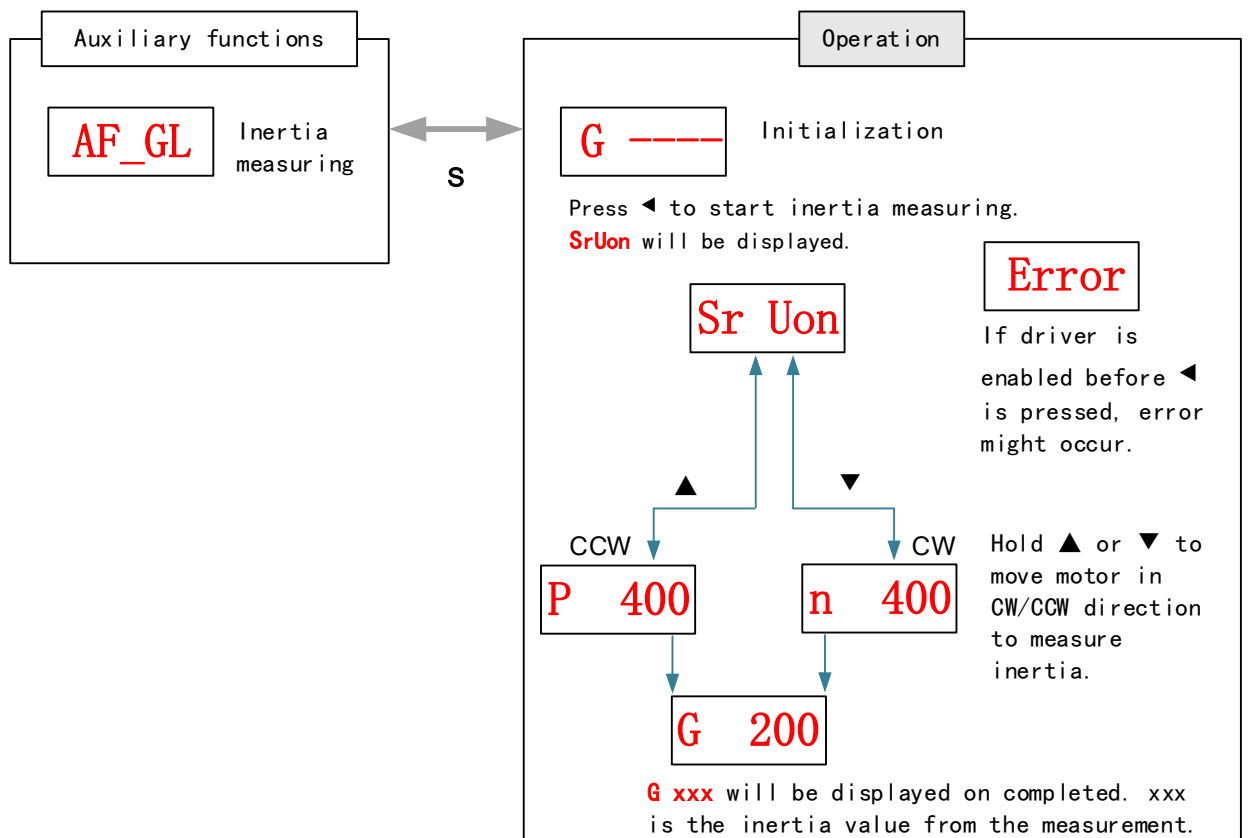 Auxiliary functions
AF_GL
Inertia
measuring
S
Operation
G ----
Initialization
Press ◀ to start inertia measuring.
SrUon will be displayed.
Error
If driver is
enabled before ◀
is pressed, error
might occur.
Sr Uon
▲
▼
CCW
CW
P 400
n 400
Hold ▲ or ▼ to
move motor in
CW/CCW direction
to measure
inertia.
G 200
G xxx will be displayed on completed. xxx
is the inertia value from the measurement.